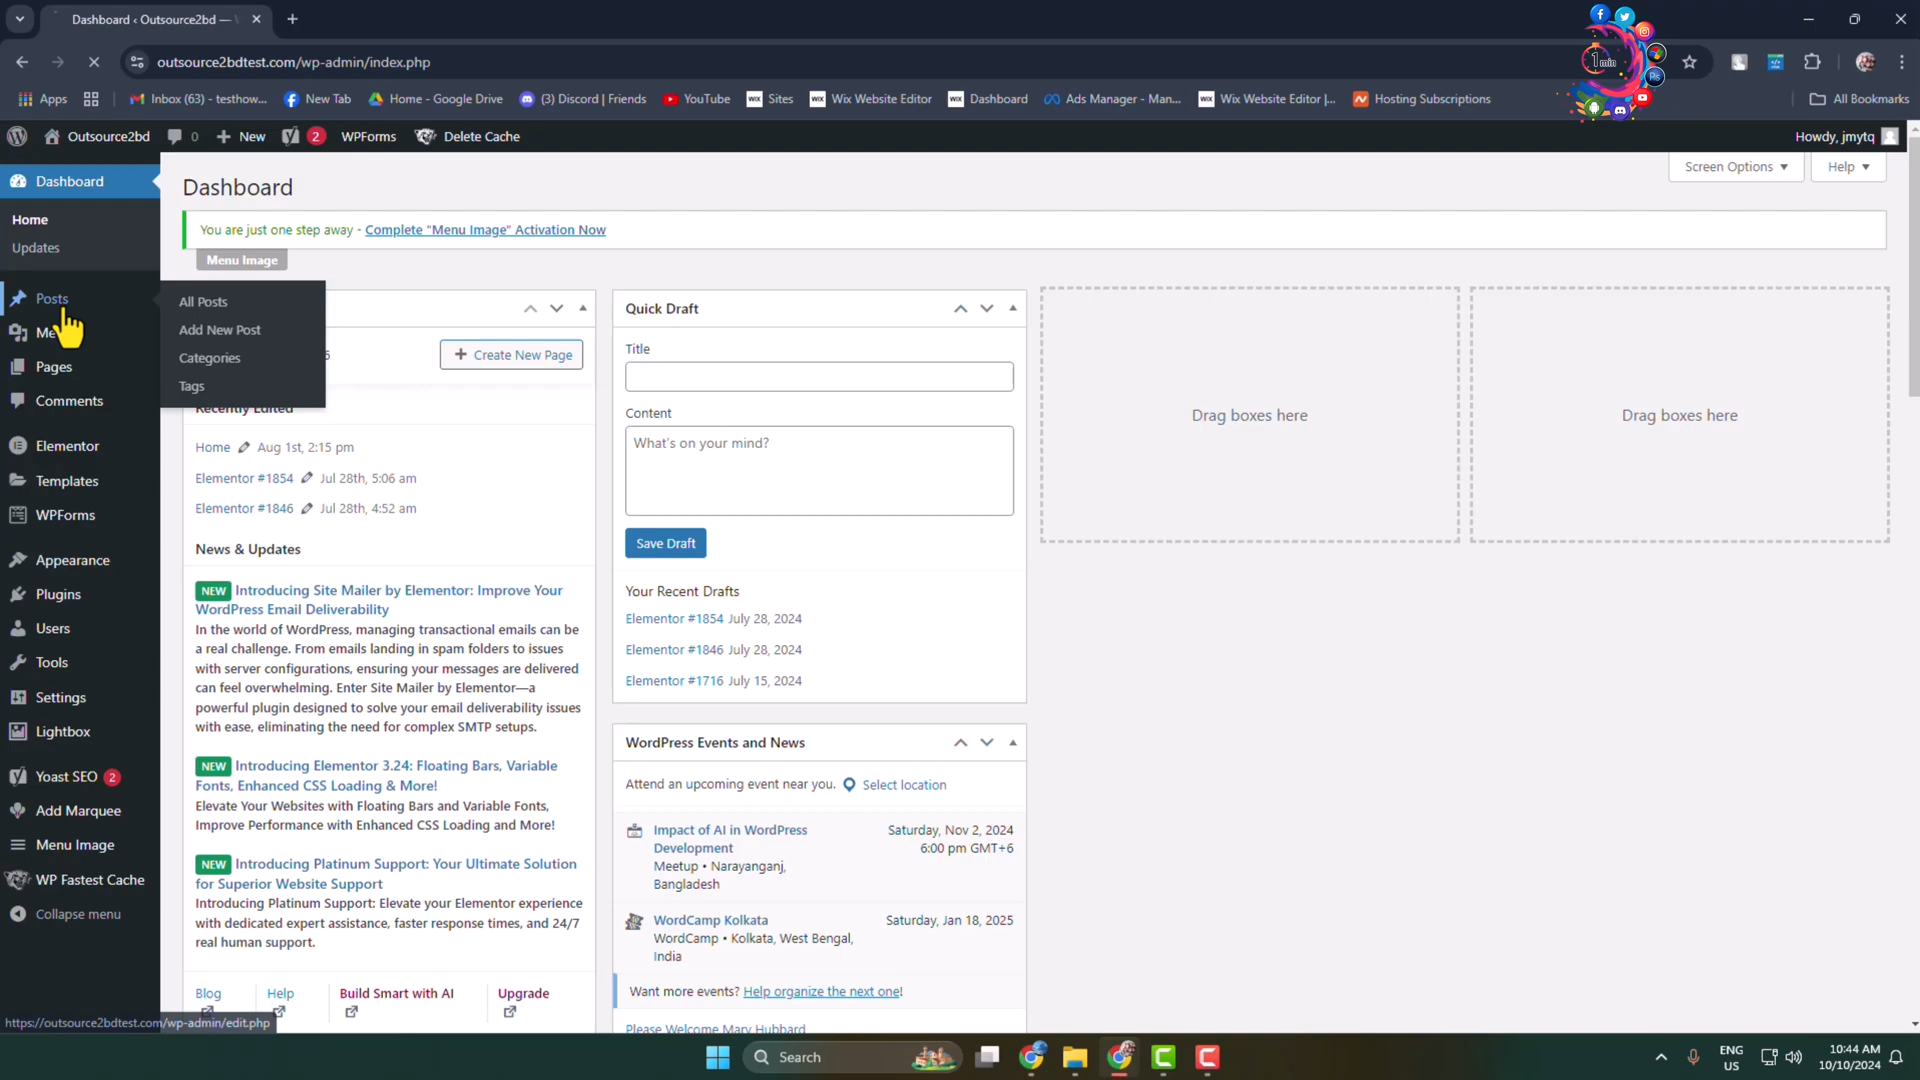 Dashboard ‹ Outsource2bd —
outsource2bdtest.com/wp-admin/index.php
1min
Ps
Apps
Inbox (63) - testhow...
New Tab
Home - Google Drive
(3) Discord | Friends
YouTube
WIX Sites
WIX Wix Website Editor
WIX Dashboard
Ads Manager - Man...
WIX Wix Website Editor |...
Hosting Subscriptions
All Bookmarks
Outsource2bd
0
New
2
WPForms
Delete Cache
Howdy, jmytq
Dashboard
Home
Updates
Posts
Me
Pages
Comments
Elementor
Templates
WPForms
Appearance
Plugins
Users
Tools
Settings
Lightbox
Yoast SEO 2
Add Marquee
Menu Image
WP Fastest Cache
Collapse menu
All Posts
Add New Post
Categories
Tags
Dashboard
Screen Options
Help
You are just one step away - Complete "Menu Image" Activation Now
Menu Image
Create New Page
Recently Edited
Home Aug 1st, 2:15 pm
Elementor #1854 Jul 28th, 5:06 am
Elementor #1846 Jul 28th, 4:52 am
News & Updates
NEW Introducing Site Mailer by Elementor: Improve Your
WordPress Email Deliverability
In the world of WordPress, managing transactional emails can be
a real challenge. From emails landing in spam folders to issues
with server configurations, ensuring your messages are delivered
can feel overwhelming. Enter Site Mailer by Elementor—a
powerful plugin designed to solve your email deliverability issues
with ease, eliminating the need for complex SMTP setups.
NEW Introducing Elementor 3.24: Floating Bars, Variable
Fonts, Enhanced CSS Loading & More!
Elevate Your Websites with Floating Bars and Variable Fonts,
Improve Performance with Enhanced CSS Loading and More!
NEW Introducing Platinum Support: Your Ultimate Solution
for Superior Website Support
Introducing Platinum Support: Elevate your Elementor experience
with dedicated expert assistance, faster response times, and 24/7
real human support.
Blog
Help
Build Smart with AI
Upgrade
Quick Draft
Title
Content
What's on your mind?
Save Draft
Your Recent Drafts
Elementor #1854 July 28, 2024
Elementor #1846 July 28, 2024
Elementor #1716 July 15, 2024
WordPress Events and News
Attend an upcoming event near you. Select location
Impact of AI in WordPress
Development
Meetup • Narayanganj,
Bangladesh
Saturday, Nov 2, 2024
6:00 pm GMT+6
WordCamp Kolkata
WordCamp • Kolkata, West Bengal,
India
Saturday, Jan 18, 2025
Want more events? Help organize the next one!
Please Welcome Mary Hubbard
Drag boxes here
Drag boxes here
https://outsource2bdtest.com/wp-admin/edit.php
Search
ENG
US
10:44 AM
10/10/2024